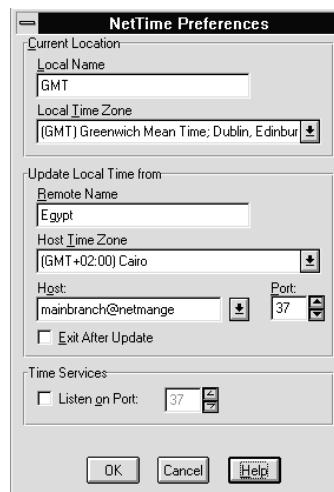 NetTime Preferences
Current Location
Local Name
GMT
Local Time Zone
(GMT) Greenwich Mean Time; Dublin, Edinbur
Update Local Time from
Remote Name
Egypt
Host Time Zone
(GMT+02:00) Cairo
Host: Port:
mainbranch@netmange 37
Exit After Update
Time Services
Listen on Port: 37
OK Cancel Help